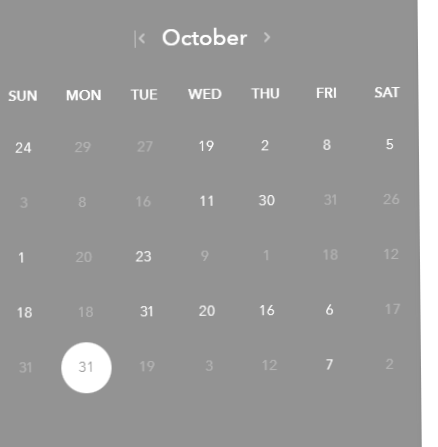 |< October >
SUN MON TUE WED THU FRI SAT
24 29 27 19 2 8 5
3 8 16 11 30 31 26
1 20 23 9 1 18 12
18 18 31 20 16 6 17
31 31 19 3 12 7 2